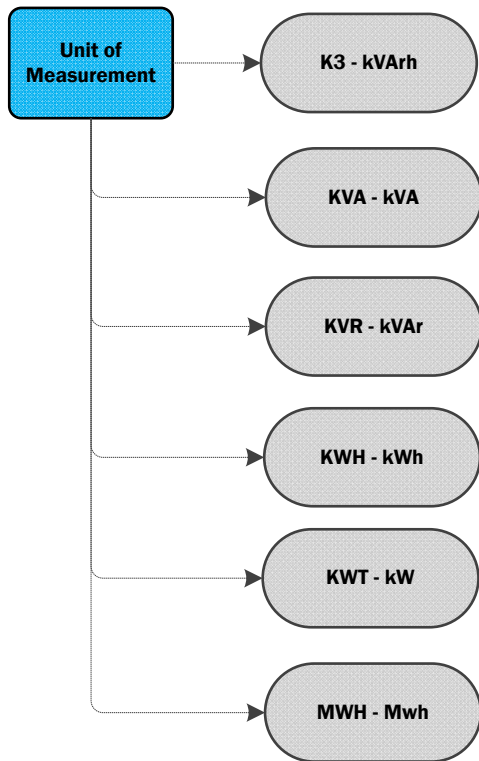 Unit of
Measurement
K3 - kVArh
KVA - kVA
KVR - kVAr
KWH - kWh
KWT - kW
MWH - Mwh